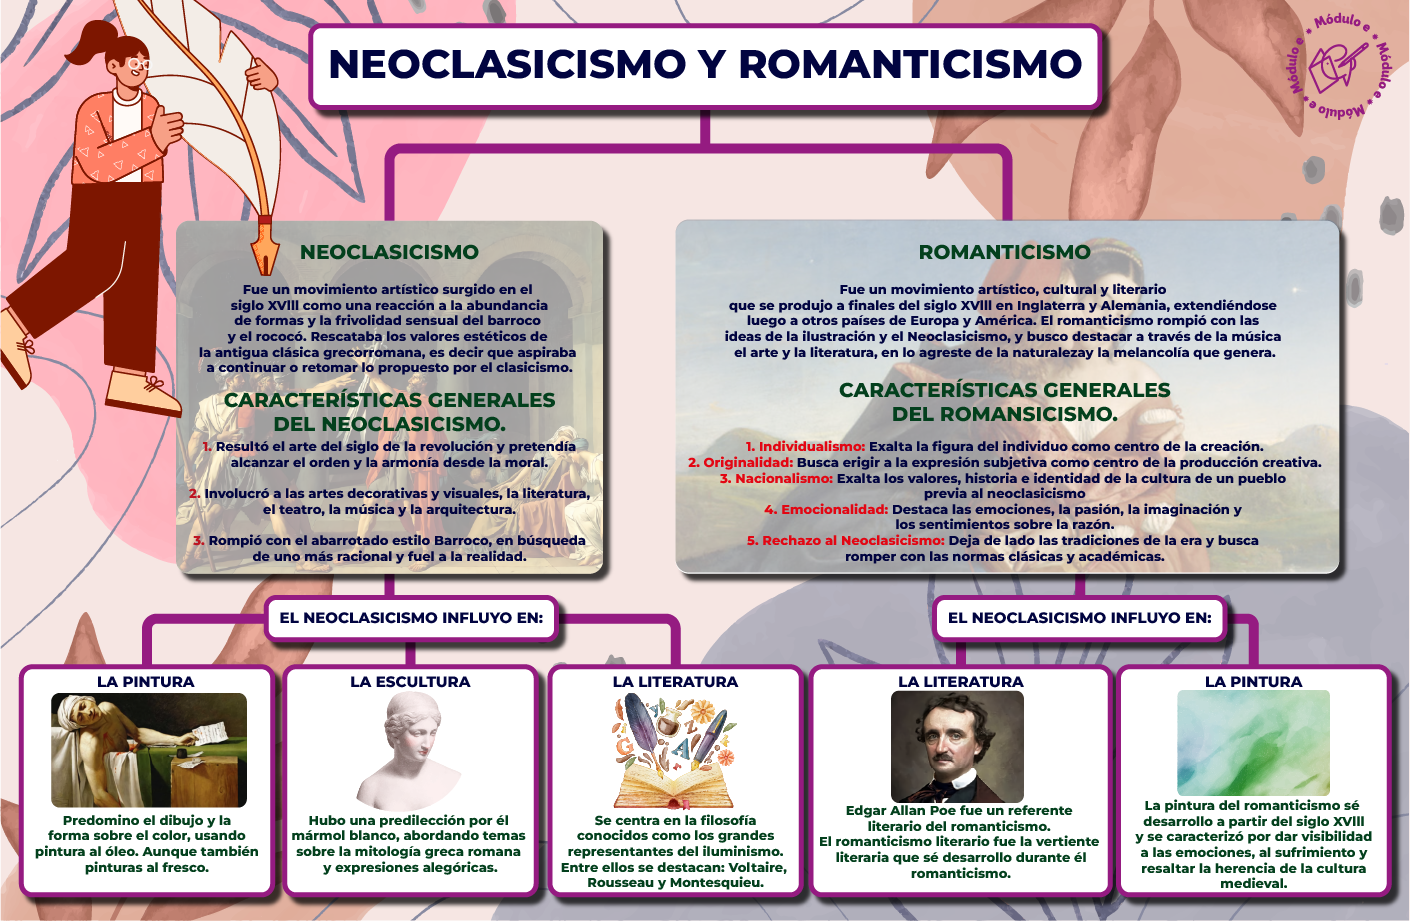 NEOCLASICISMO Y ROMANTICISMO
Módulo e * Módulo e * Módulo e * Módulo e *
NEOCLASICISMO
Fue un movimiento artístico surgido en el
siglo XVlll como una reacción a la abundancia
de formas y la frivolidad sensual del barroco
y el rococó. Rescataba los valores estéticos de
la antigua clásica grecorromana, es decir que aspiraba
a continuar o retomar lo propuesto por el clasicismo.
CARACTERÍSTICAS GENERALES
DEL NEOCLASICISMO.
1. Resultó el arte del siglo de la revolución y pretendía
alcanzar el orden y la armonía desde la moral.
2. Involucró a las artes decorativas y visuales, la literatura,
el teatro, la música y la arquitectura.
3. Rompió con el abarrotado estilo Barroco, en búsqueda
de uno más racional y fuel a la realidad.
ROMANTICISMO
Fue un movimiento artístico, cultural y literario
que se produjo a finales del siglo XVlll en Inglaterra y Alemania, extendiéndose
luego a otros países de Europa y América. El romanticismo rompió con las
ideas de la ilustración y el Neoclasicismo, y busco destacar a través de la música
el arte y la literatura, en lo agreste de la naturalezay la melancolía que genera.
CARACTERÍSTICAS GENERALES
DEL ROMANSICISMO.
1. Individualismo: Exalta la figura del individuo como centro de la creación.
2. Originalidad: Busca erigir a la expresión subjetiva como centro de la producción creativa.
3. Nacionalismo: Exalta los valores, historia e identidad de la cultura de un pueblo
previa al neoclasicismo
4. Emocionalidad: Destaca las emociones, la pasión, la imaginación y
los sentimientos sobre la razón.
5. Rechazo al Neoclasicismo: Deja de lado las tradiciones de la era y busca
romper con las normas clásicas y académicas.
EL NEOCLASICISMO INFLUYO EN:
LA PINTURA
Predomino el dibujo y la
forma sobre el color, usando
pintura al óleo. Aunque también
pinturas al fresco.
LA ESCULTURA
Hubo una predilección por él
mármol blanco, abordando temas
sobre la mitología greca romana
y expresiones alegóricas.
LA LITERATURA
Se centra en la filosofía
conocidos como los grandes
representantes del iluminismo.
Entre ellos se destacan: Voltaire,
Rousseau y Montesquieu.
EL NEOCLASICISMO INFLUYO EN:
LA LITERATURA
Edgar Allan Poe fue un referente
literario del romanticismo.
El romanticismo literario fue la vertiente
literaria que sé desarrollo durante él
romanticismo.
LA PINTURA
La pintura del romanticismo sé
desarrollo a partir del siglo XVlll
y se caracterizó por dar visibilidad
a las emociones, al sufrimiento y
resaltar la herencia de la cultura
medieval.